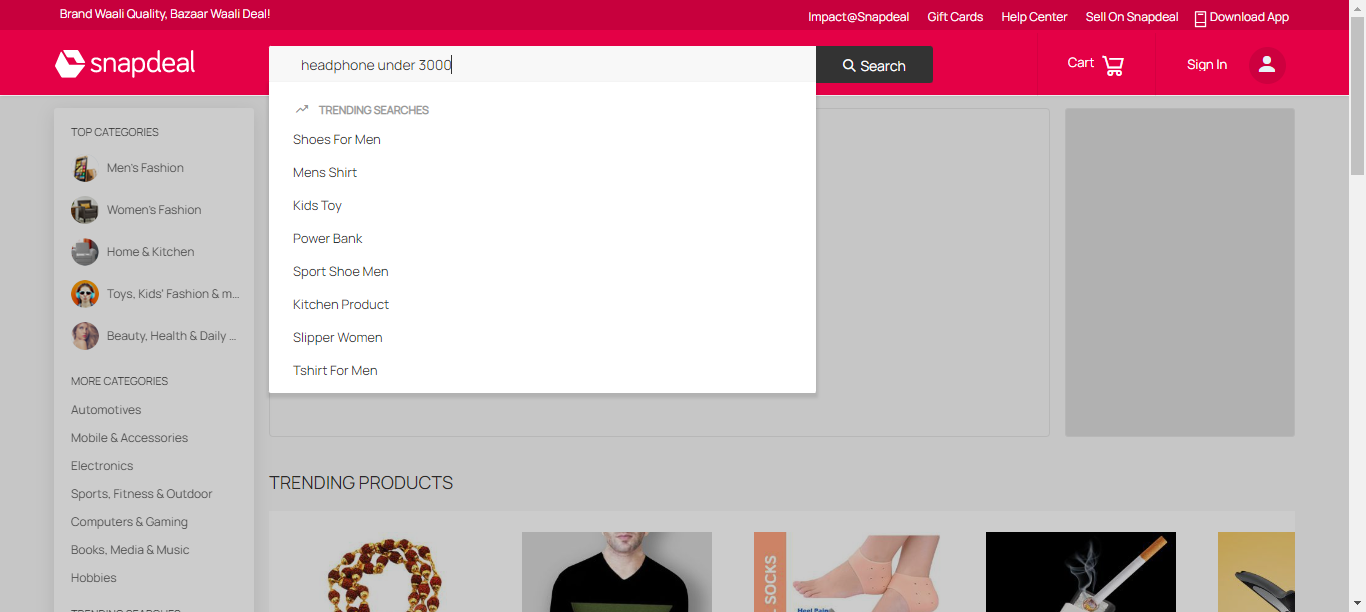 Brand Waali Quality, Bazaar Waali Deal!
Impact@Snapdeal Gift Cards Help Center Sell On Snapdeal Download App
snapdeal
headphone under 3000
Search
Cart
Sign In
TRENDING SEARCHES
Shoes For Men
Mens Shirt
Kids Toy
Power Bank
Sport Shoe Men
Kitchen Product
Slipper Women
Tshirt For Men
TOP CATEGORIES
Men's Fashion
Women's Fashion
Home & Kitchen
Toys, Kids' Fashion & m...
Beauty, Health & Daily ...
MORE CATEGORIES
Automotives
Mobile & Accessories
Electronics
Sports, Fitness & Outdoor
Computers & Gaming
Books, Media & Music
Hobbies
TRENDING SEARCHES
TRENDING PRODUCTS
SOCKS
Heel Pain